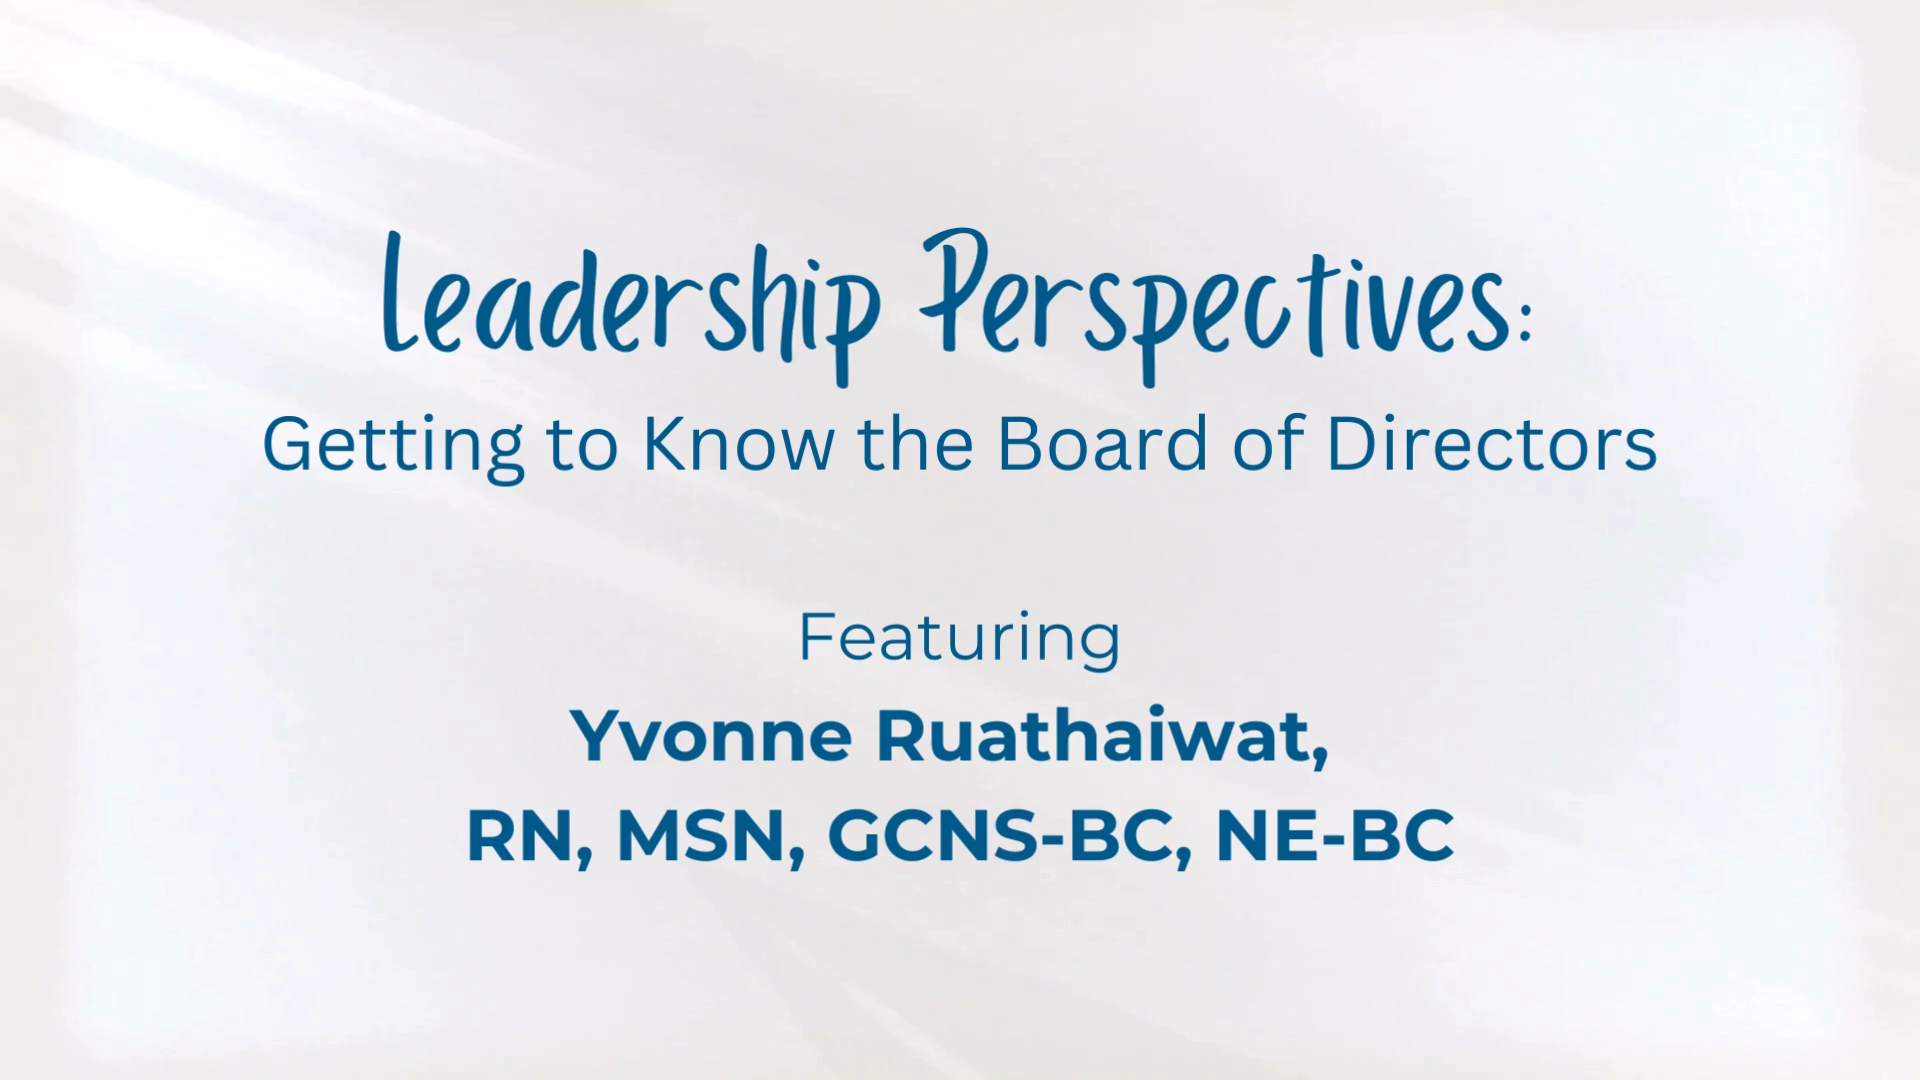 Leadership Perspectives:
Getting to Know the Board of Directors
Featuring
Yvonne Ruathaiwat,
RN, MSN, GCNS-BC, NE-BC